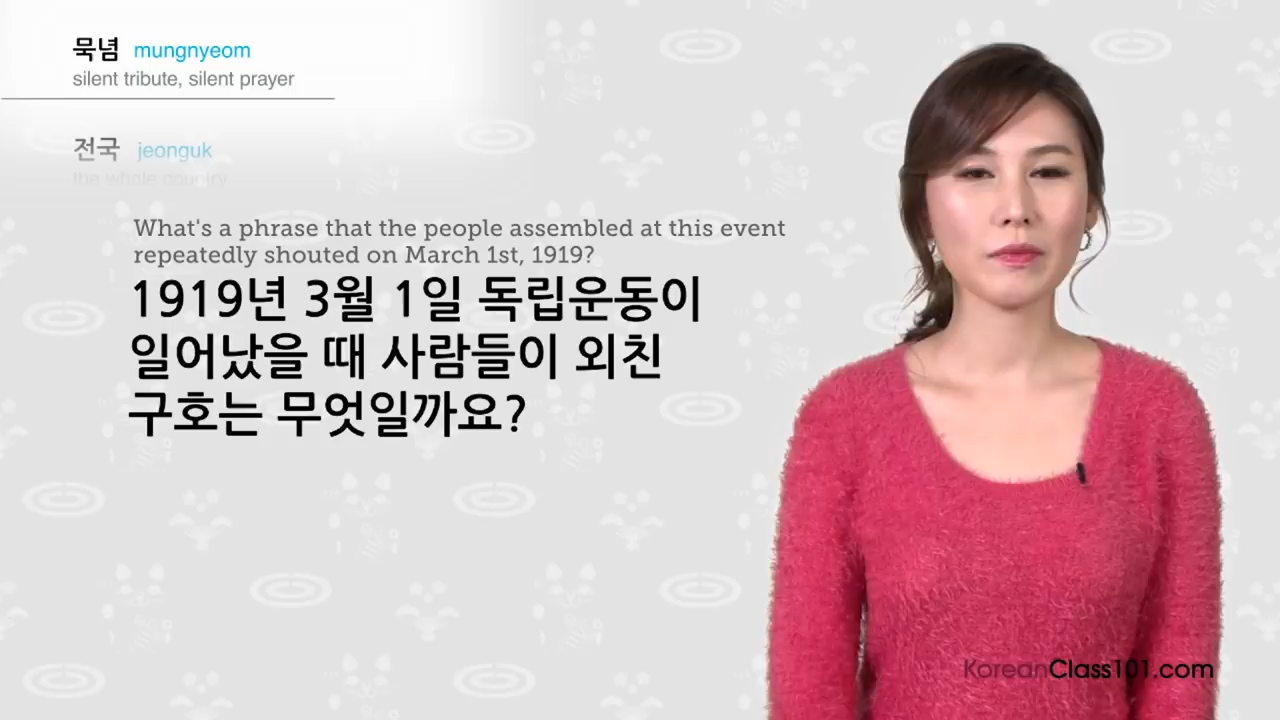 묵념 mungnyeom
silent tribute, silent prayer
전국 jeonguk
the whole country
What's a phrase that the people assembled at this event
repeatedly shouted on March 1st, 1919?
1919년 3월 1일 독립운동이
일어났을 때 사람들이 외친
구호는 무엇일까요?
KoreanClass101.com